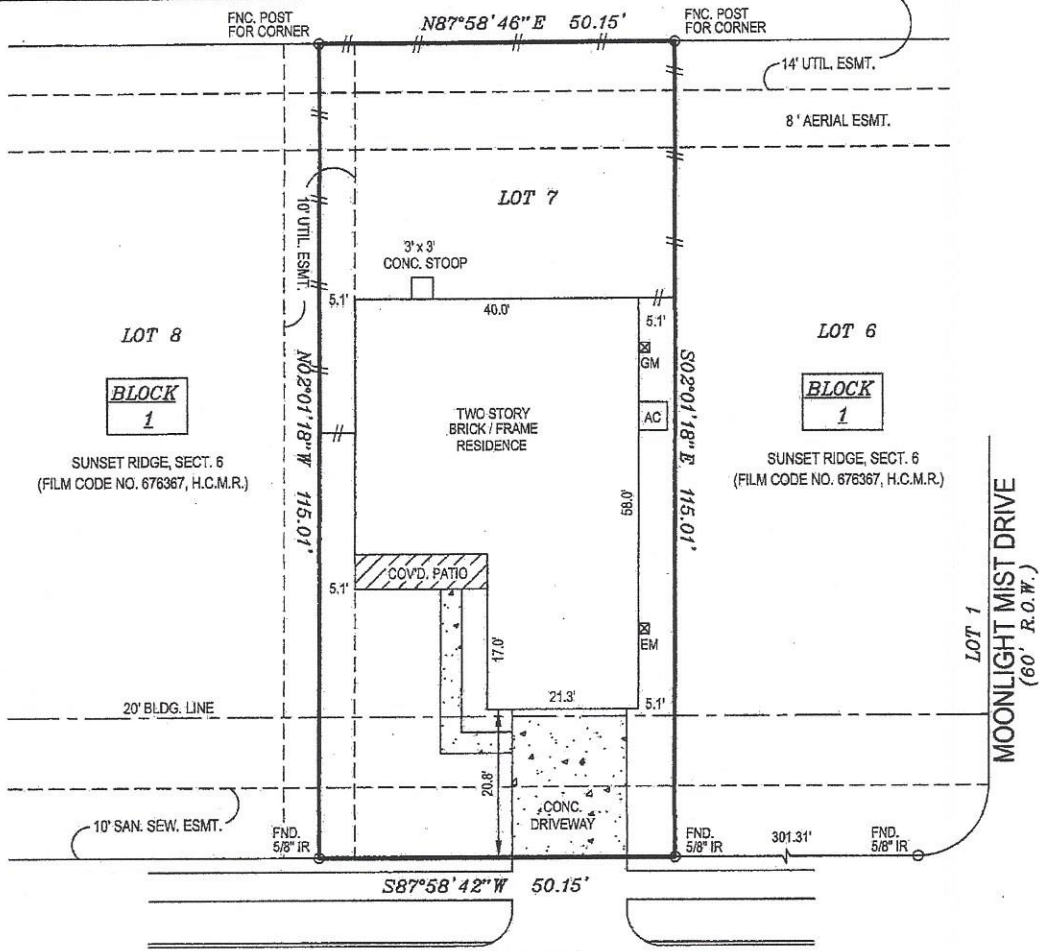 FNC. POST
FOR CORNER
N87°58'46"E 50.15'
FNC. POST
FOR CORNER
14' UTIL. ESMT.
8' AERIAL ESMT.
LOT 7
10' UTIL. ESMT.
3' x 3'
CONC. STOOP
5.1'
40.0'
5.1'
GM
LOT 8
LOT 6
BLOCK
1
BLOCK
1
N02°01'18"W 115.01'
TWO STORY
BRICK / FRAME
RESIDENCE
AC
S02°01'18"E 115.01'
SUNSET RIDGE, SECT. 6
(FILM CODE NO. 676367, H.C.M.R.)
SUNSET RIDGE, SECT. 6
(FILM CODE NO. 676367, H.C.M.R.)
58.0'
MOONLIGHT MIST DRIVE
(60' R.O.W.)
LOT 1
COV'D. PATIO
5.1'
17.0'
EM
21.3'
5.1'
20' BLDG. LINE
20.8'
10' SAN. SEW. ESMT.
CONC.
DRIVEWAY
FND.
5/8" IR
FND.
5/8" IR
301.31'
FND.
5/8" IR
S87°58'42"W 50.15'